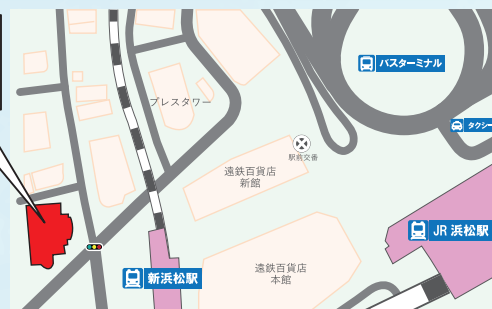 バスターミナル
プレスタワー
タクシー
駅前交番
遠鉄百貨店
新館
JR 浜松駅
遠鉄百貨店
本館
新浜松駅